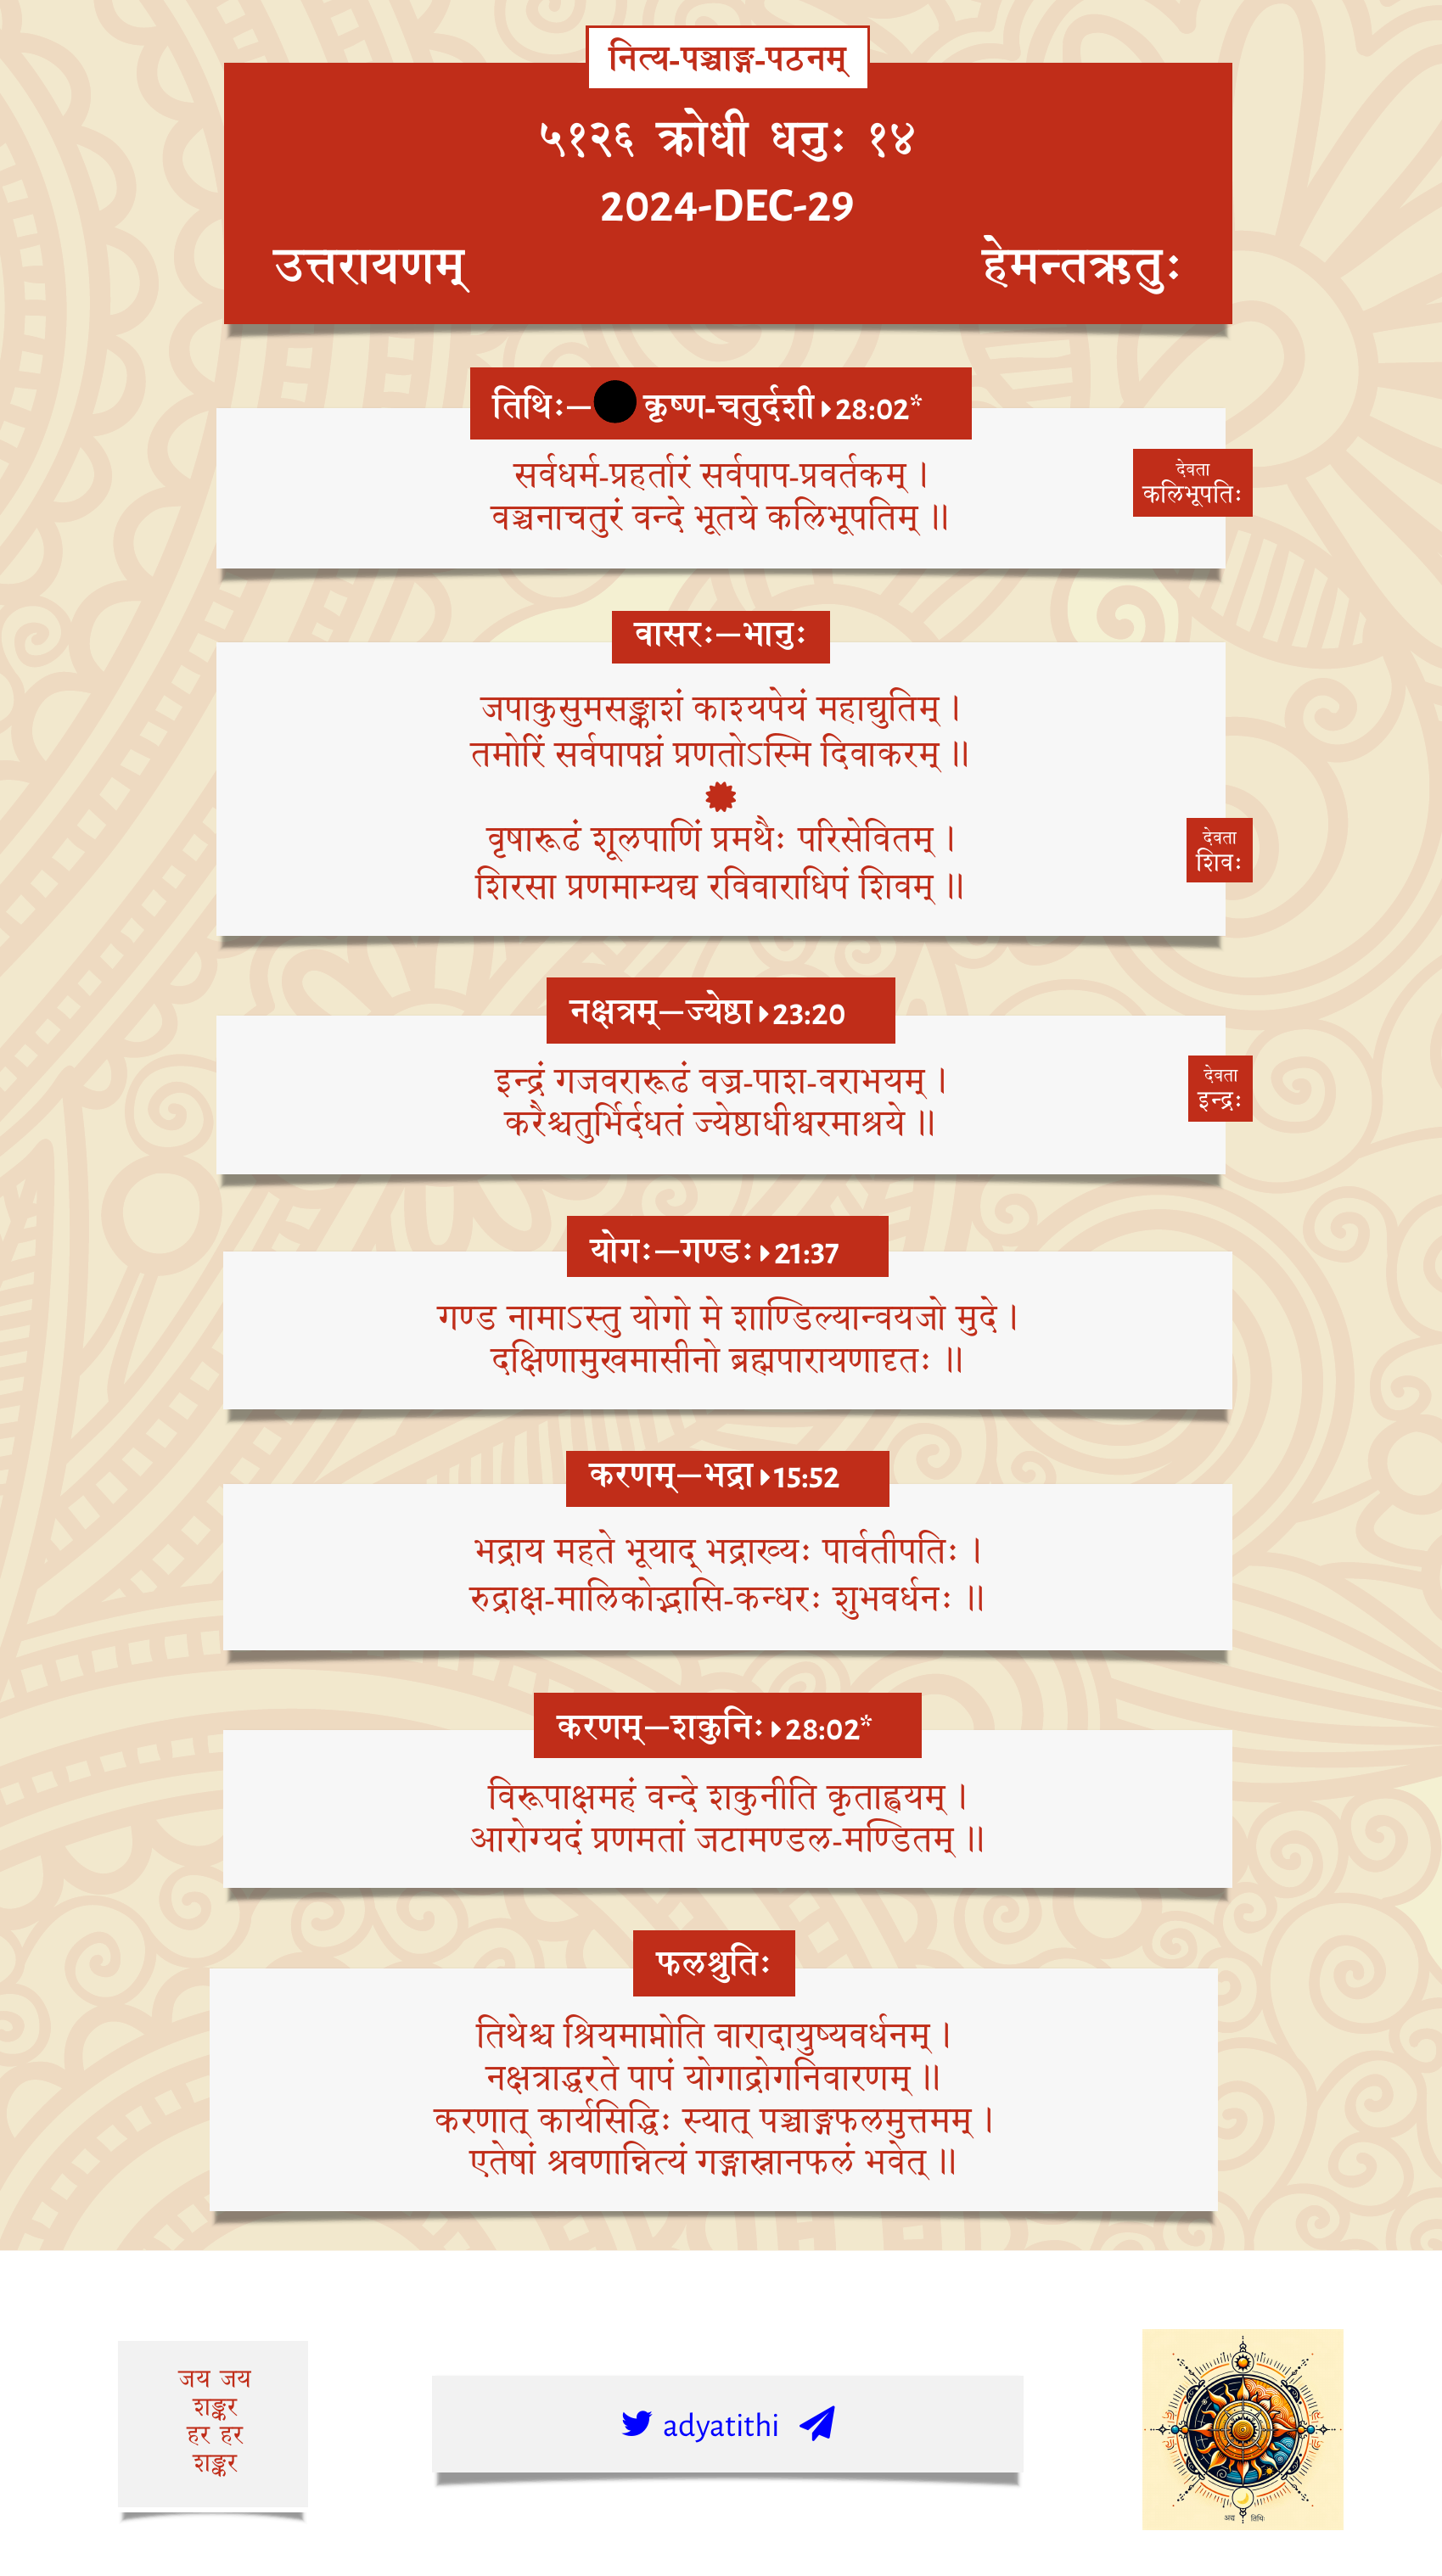 नित्य-पञ्चाङ्ग-पठनम्
५१२६ क्रोधी धनुः १४
2024-DEC-29
उत्तरायणम् हेमन्तऋतुः
तिथिः—कृष्ण-चतुर्दशी 28:02*
सर्वधर्म-प्रहर्तारं सर्वपाप-प्रवर्तकम् ।
वञ्चनाचतुरं वन्दे भूतये कलिभूपतिम् ॥
देवता
कलिभूपतिः
वासरः—भानुः
जपाकुसुमसङ्काशं काश्यपेयं महाद्युतिम् ।
तमोरिं सर्वपापघ्नं प्रणतोऽस्मि दिवाकरम् ॥
वृषारूढं शूलपाणिं प्रमथैः परिसेवितम् ।
शिरसा प्रणमाम्यद्य रविवाराधिपं शिवम् ॥
देवता
शिवः
नक्षत्रम्—ज्येष्ठा 23:20
इन्द्रं गजवरारूढं वज्र-पाश-वराभयम् ।
करैश्चतुर्भिर्दधतं ज्येष्ठाधीश्वरमाश्रये ॥
देवता
इन्द्रः
योगः—गण्डः 21:37
गण्ड नामाऽस्तु योगो मे शाण्डिल्यान्वयजो मुदे ।
दक्षिणामुखमासीनो ब्रह्मपारायणादृतः ॥
करणम्—भद्रा 15:52
भद्राय महते भूयाद् भद्राख्यः पार्वतीपतिः ।
रुद्राक्ष-मालिकोद्भासि-कन्धरः शुभवर्धनः ॥
करणम्—शकुनिः 28:02*
विरूपाक्षमहं वन्दे शकुनीति कृताह्वयम् ।
आरोग्यदं प्रणमतां जटामण्डल-मण्डितम् ॥
फलश्रुतिः
तिथेश्च श्रियमाप्नोति वारादायुष्यवर्धनम् ।
नक्षत्राद्धरते पापं योगाद्रोगनिवारणम् ॥
करणात् कार्यसिद्धिः स्यात् पञ्चाङ्गफलमुत्तमम् ।
एतेषां श्रवणान्नित्यं गङ्गास्नानफलं भवेत् ॥
जय जय
शङ्कर
हर हर
शङ्कर
adyatithi
अद्य तिथिः